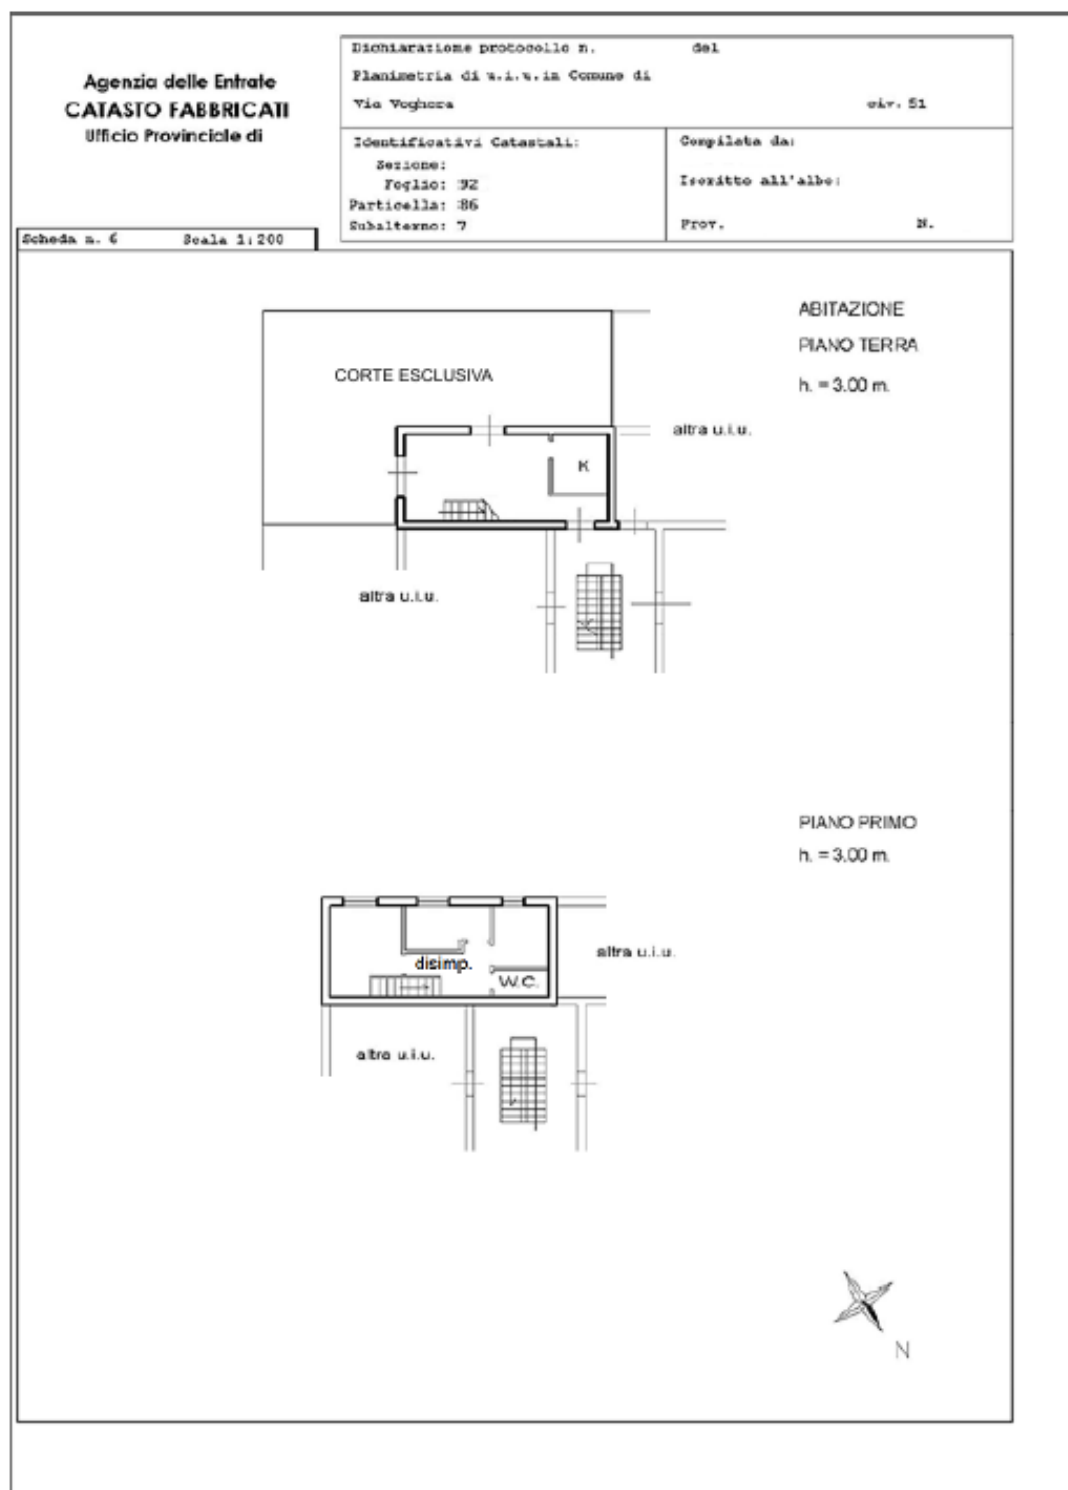 Agenzia delle Entrate
CATASTO FABBRICATI
Ufficio Provinciale di
Dichiarazione protocollo n. del
Planimetria di u.i.u.in Comune di
Via Voghera civ. 51
Identificativi Catastali:
Sezione:
Foglio: 92
Particella: 86
Subalterno: 7
Compilata da:
Iscritto all'albo:
Prov. N.
Scheda n. 6 Scala 1:200
ABITAZIONE
PIANO TERRA
h. = 3.00 m.
CORTE ESCLUSIVA
altra u.i.u.
K
altra u.i.u.
PIANO PRIMO
h. = 3.00 m.
altra u.i.u.
disimp.
W.C.
altra u.i.u.
N